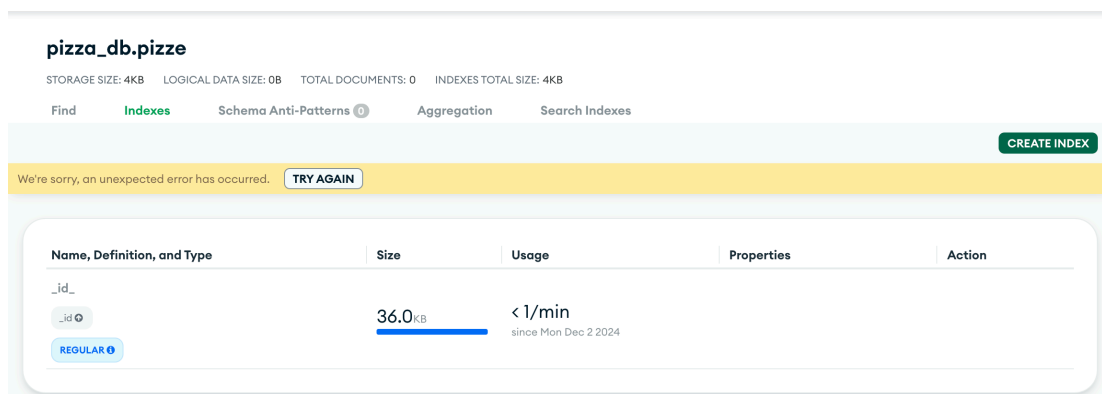 pizza_db.pizze
STORAGE SIZE: 4KB LOGICAL DATA SIZE: 0B TOTAL DOCUMENTS: 0 INDEXES TOTAL SIZE: 4KB
Find Indexes Schema Anti-Patterns 0 Aggregation Search Indexes
CREATE INDEX
We're sorry, an unexpected error has occurred. TRY AGAIN
Name, Definition, and Type Size Usage Properties Action
_id_
_id
36.0KB
< 1/min
since Mon Dec 2 2024
REGULAR